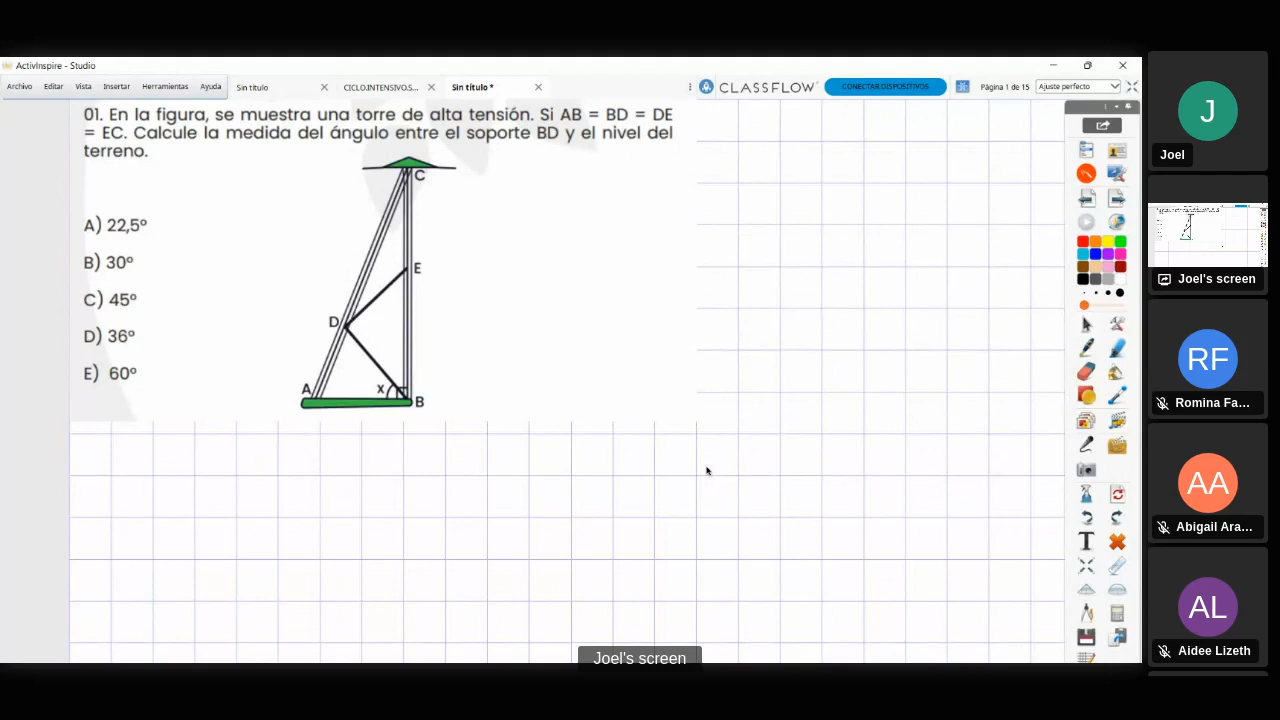 ActivInspire - Studio
Archivo Editar Vista Insertar Herramientas Ayuda
Sin título
CICLO.INTENSIVO.S...
Sin título *
CLASSFLOW
CONECTAR DISPOSITIVOS
Página 1 de 15
Ajuste perfecto
01. En la figura, se muestra una torre de alta tensión. Si AB = BD = DE
= EC. Calcule la medida del ángulo entre el soporte BD y el nivel del
terreno.
A) 22,5°
B) 30°
C) 45°
D) 36°
E) 60°
C
E
D
A
x
B
T
Joel's screen
J
Joel
Joel's screen
RF
Romina Fa...
AA
Abigail Ara...
AL
Aidee Lizeth